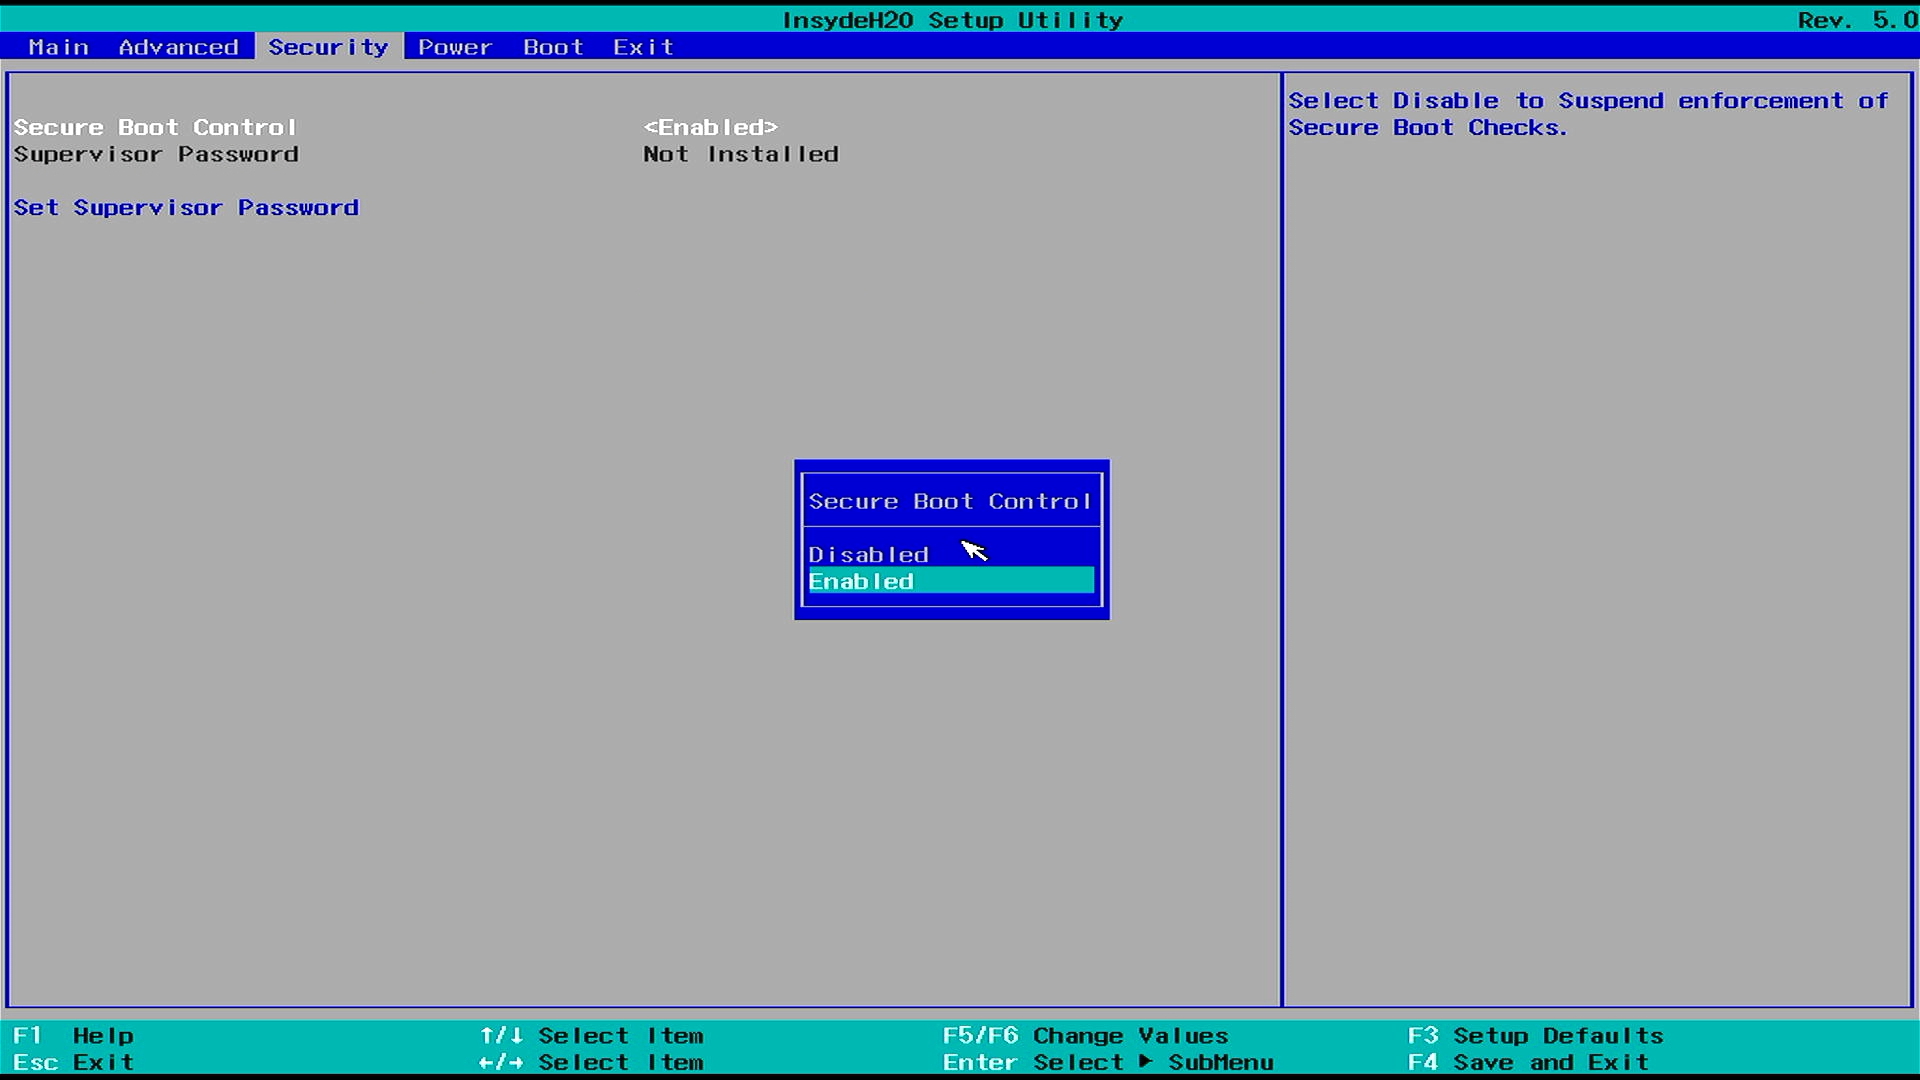 InsydeH20 Setup Utility Rev. 5.0
Main Advanced Security Power Boot Exit
Secure Boot Control <Enabled>
Supervisor Password Not Installed
Set Supervisor Password
Select Disable to Suspend enforcement of
Secure Boot Checks.
Secure Boot Control
Disabled
Enabled
F1 Help ↑/↓ Select Item F5/F6 Change Values F3 Setup Defaults
Esc Exit ←/→ Select Item Enter Select ► SubMenu F4 Save and Exit